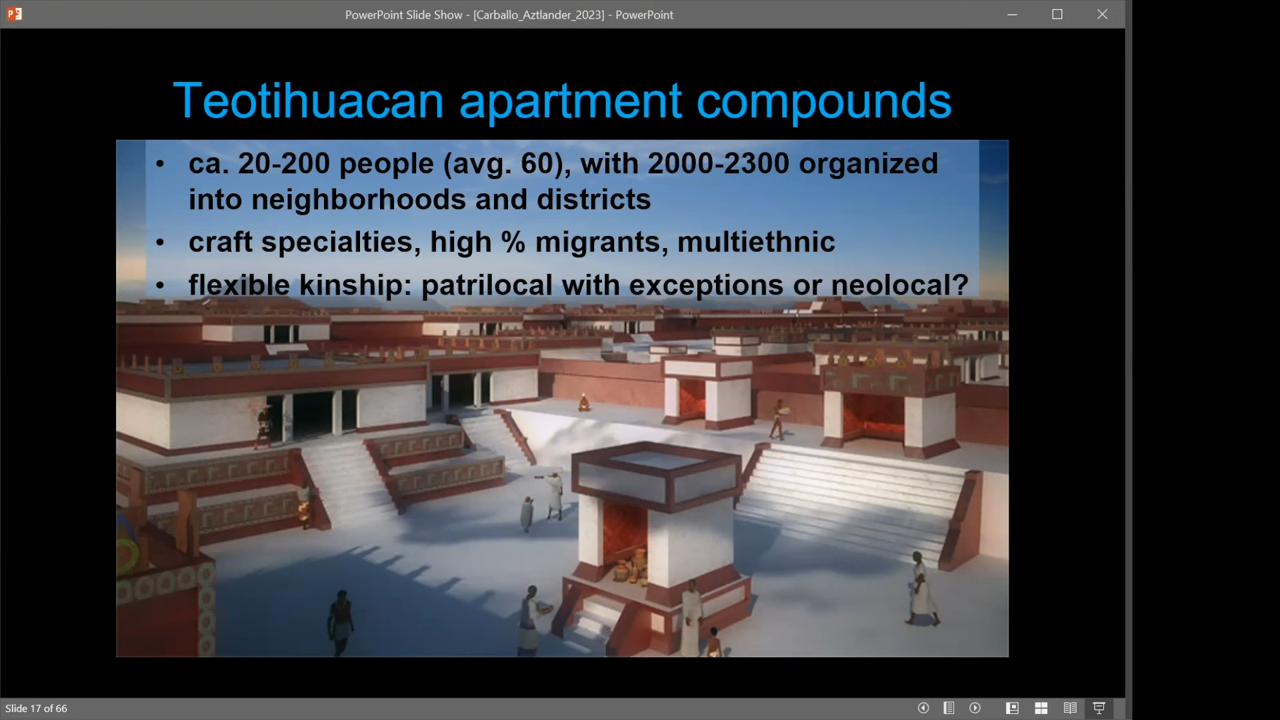 PowerPoint Slide Show - [Carballo_Aztlander_2023] - PowerPoint
Teotihuacan apartment compounds
• ca. 20-200 people (avg. 60), with 2000-2300 organized
into neighborhoods and districts
• craft specialties, high % migrants, multiethnic
• flexible kinship: patrilocal with exceptions or neolocal?
Slide 17 of 66